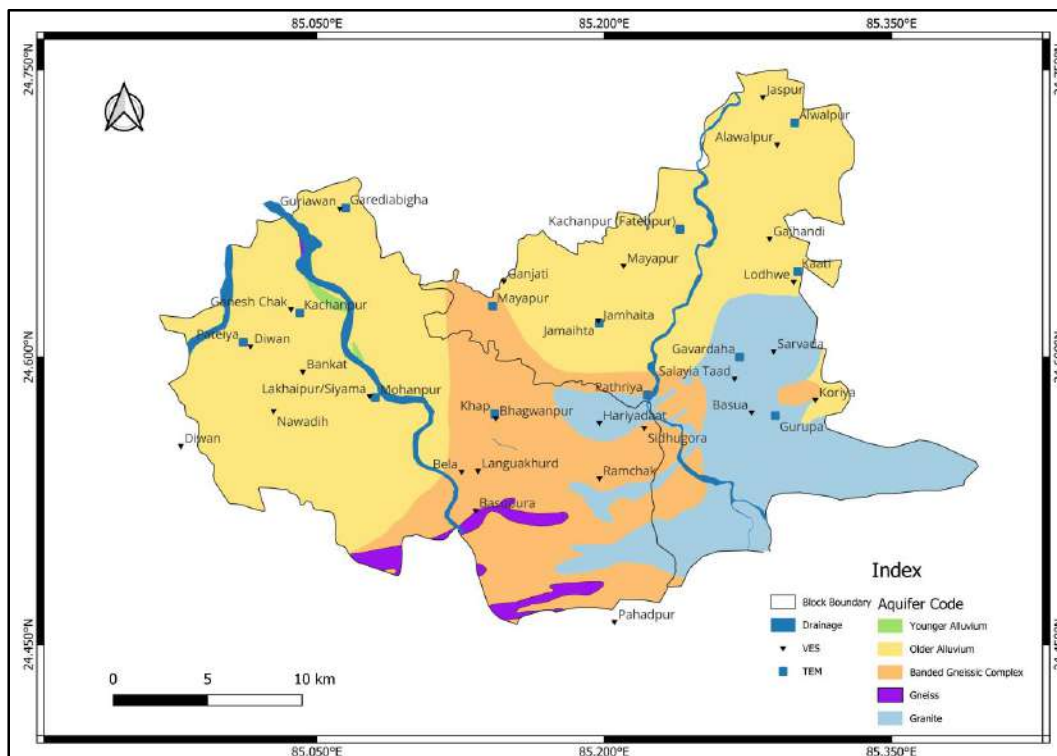 85.050°E 85.200°E 85.350°E
24.750°N
24.600°N
24.450°N
Jaspur
Alwalpur
Alawalpur
Guriawan
Garediabigha
Kachanpur (Fatehpur)
Gajhandi
Mayapur
Kaati
Lodhwe
Ganjati
Mayapur
Ganesh Chak
Kachanpur
Jamhaita
Jamaihta
Pateiya
Diwan
Gavardaha
Sarvada
Bankat
Salayia Taad
Lakhaipur/Siyama
Mohanpur
Pathriya
Koriya
Nawadih
Khap
Bhagwanpur
Hariyadaat
Basua
Gurupa
Sidhugora
Diwan
Bela
Languakhurd
Ramchak
Pahadpur
Index
Block Boundary
Drainage
VES
TEM
Aquifer Code
Younger Alluvium
Older Alluvium
Banded Gneissic Complex
Gneiss
Granite
0 5 10 km
85.050°E 85.200°E 85.350°E